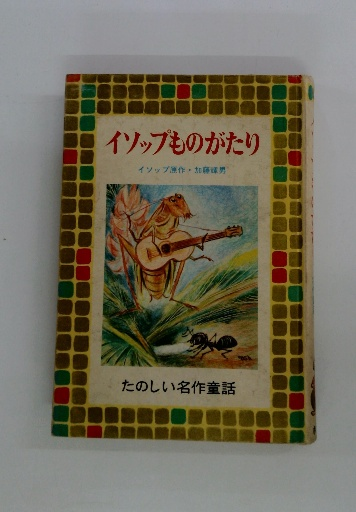 イソップものがたり
イソップ原作・加藤輝男
たのしい名作童話